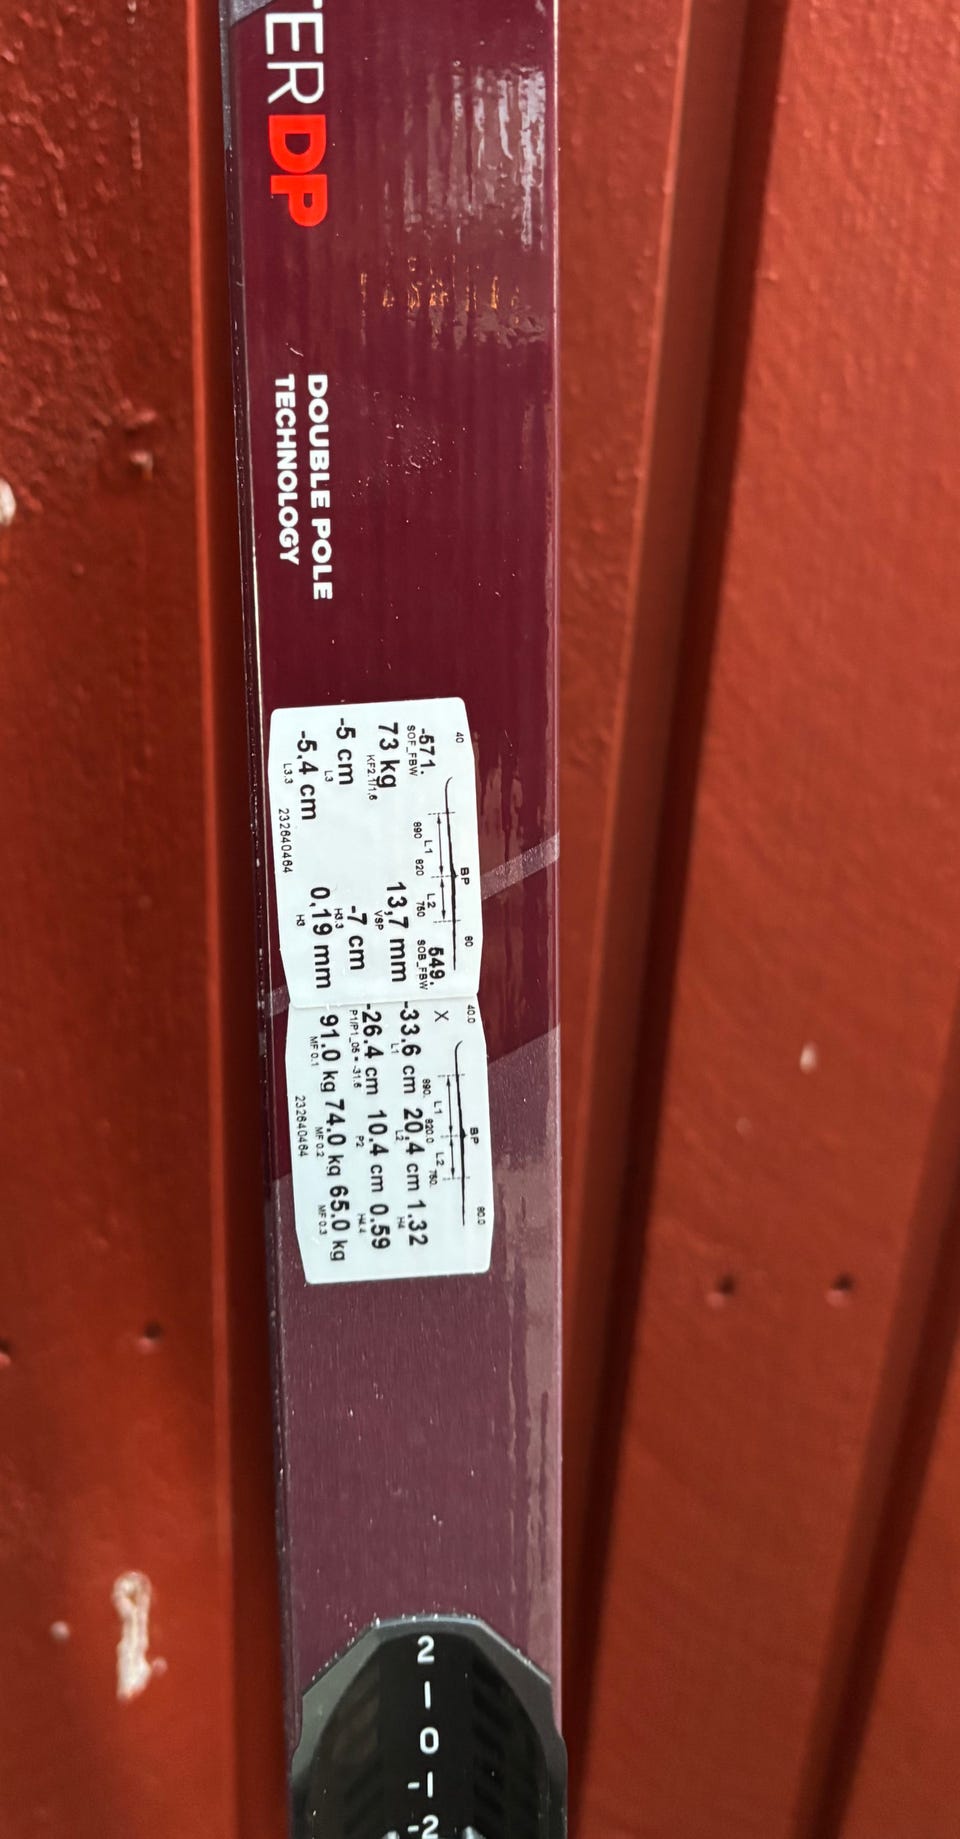 TERDP
DOUBLE POLE
TECHNOLOGY
40 BP 80
L1 L2
890 820 760
-571. 549.
SOF_FBW SOB_FBW
73 kg 13,7 mm
KF2.1/1,6 VSP
-5 cm -7 cm
L3 H3.3
-5,4 cm 0,19 mm
L3.3 232640464 H3
40.0 BP 80.0
L1 L2
890. 820.0 760.
X
-33.6 cm 20.4 cm 1.32
L1 L2 H4
-26.4 cm 10.4 cm 0.59
P1/P1_05 = -31.6 P2 H4.4
91.0 kg 74.0 kg 65.0 kg
MF 0.1 MF 0.2 MF 0.3
232640464
2
0
-2